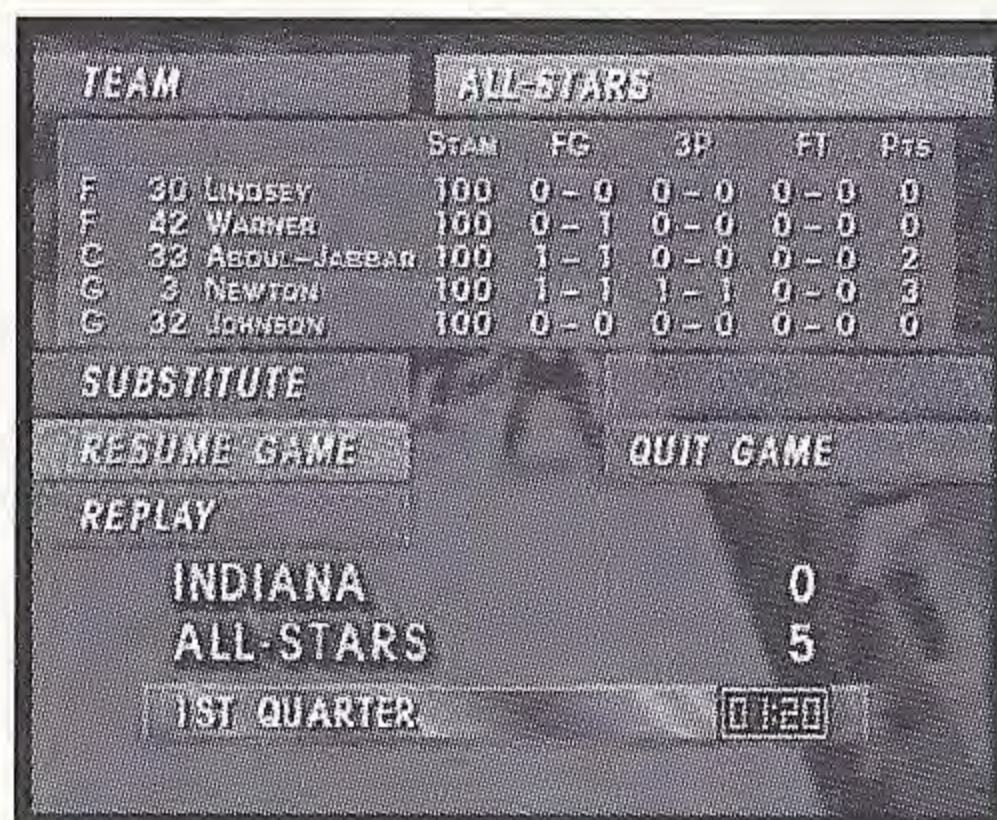 TEAM ALL-STARS
STAM FG 3P FT PTS
F 30 LINDSEY 100 0 - 0 0 - 0 0 - 0 0
F 42 WARNER 100 0 - 1 0 - 0 0 - 0 0
C 33 ABDUL-JABBAR 100 1 - 1 0 - 0 0 - 0 2
G 3 NEWTON 100 1 - 1 1 - 1 0 - 0 3
G 32 JOHNSON 100 0 - 0 0 - 0 0 - 0 0
SUBSTITUTE
RESUME GAME QUIT GAME
REPLAY
INDIANA 0
ALL-STARS 5
1ST QUARTER 01:20